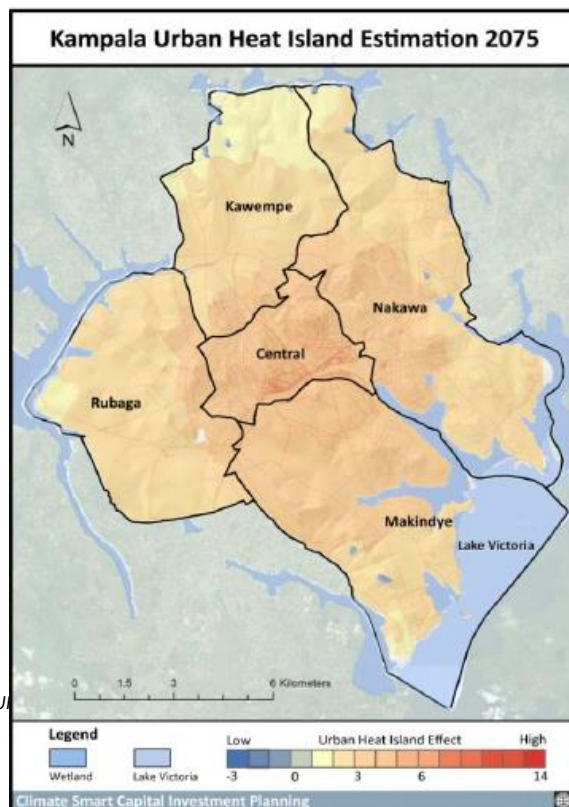 Kampala Urban Heat Island Estimation 2075
N
Kawempe
Nakawa
Central
Rubaga
Makindye
Lake Victoria
0 1.5 3 6 Kilometers
Legend
Wetland
Lake Victoria
Low Urban Heat Island Effect High
-3 0 3 6 14
Climate Smart Capital Investment Planning